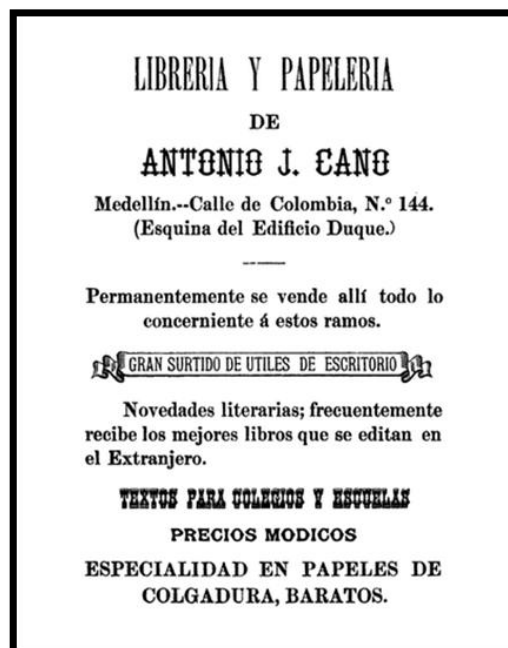 LIBRERIA Y PAPELERIA
DE
ANTONIO J. CANO
Medellín.--Calle de Colombia, N.º 144.
(Esquina del Edificio Duque.)
Permanentemente se vende allí todo lo
concerniente á estos ramos.
GRAN SURTIDO DE UTILES DE ESCRITORIO
Novedades literarias; frecuentemente
recibe los mejores libros que se editan en
el Extranjero.
TEXTOS PARA COLEGIOS Y ESCUELAS
PRECIOS MODICOS
ESPECIALIDAD EN PAPELES DE
COLGADURA, BARATOS.